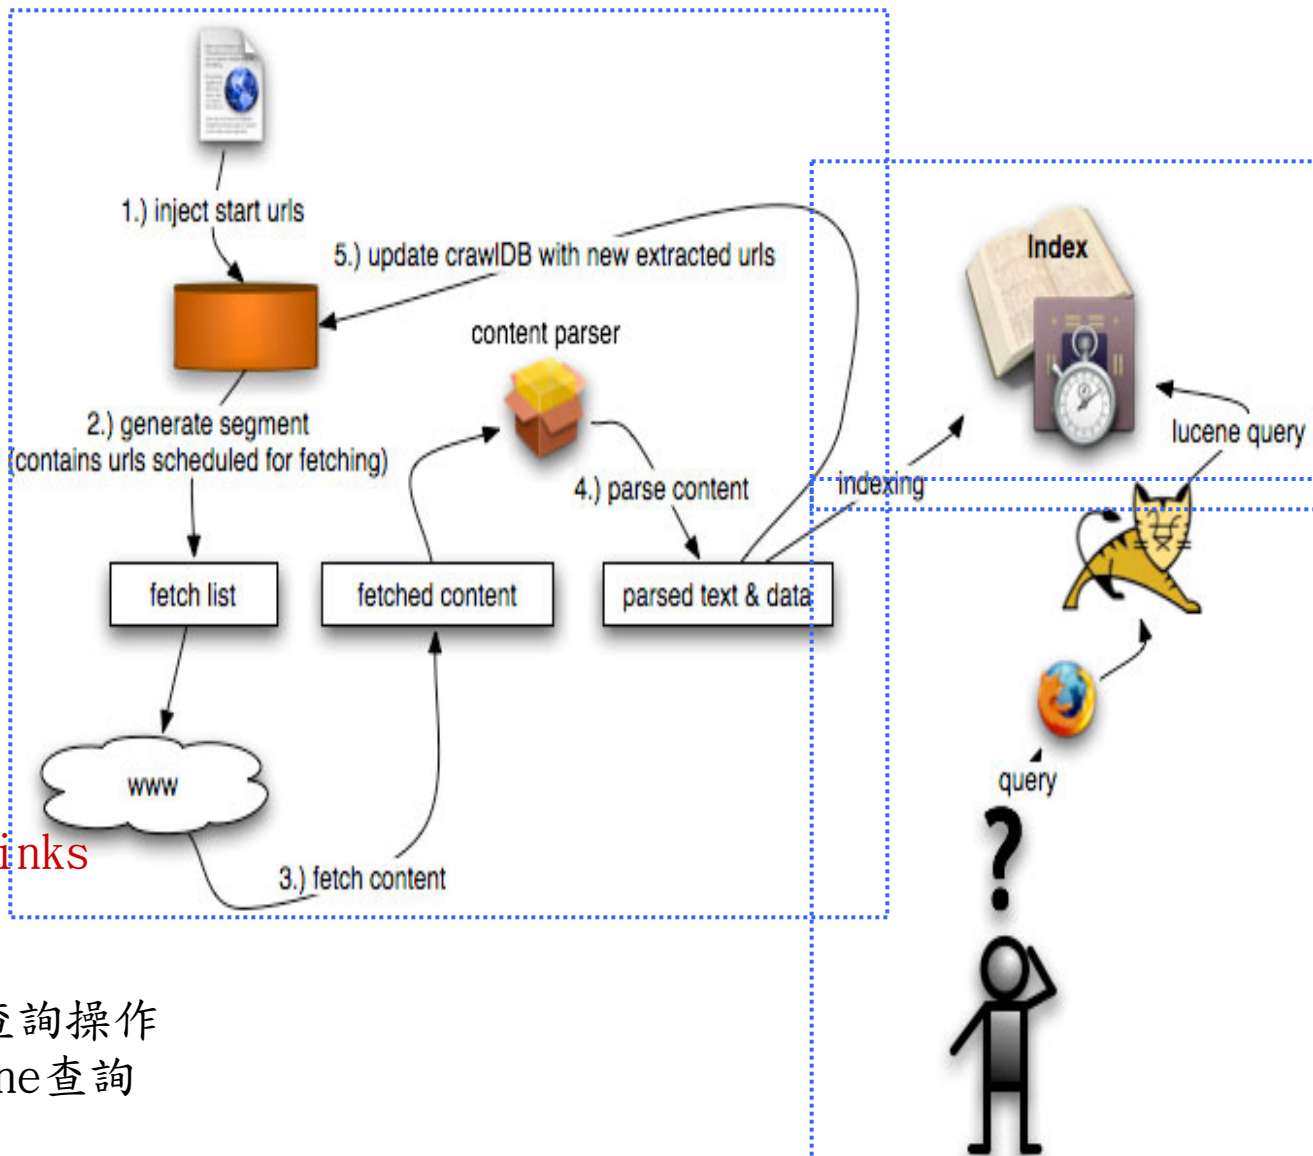 1.) inject start urls
5.) update crawlDB with new extracted urls
Index
content parser
2.) generate segment
(contains urls scheduled for fetching)
lucene query
4.) parse content
indexing
fetch list
fetched content
parsed text & data
www
query
inks
3.) fetch content
查詢操作
ne查詢